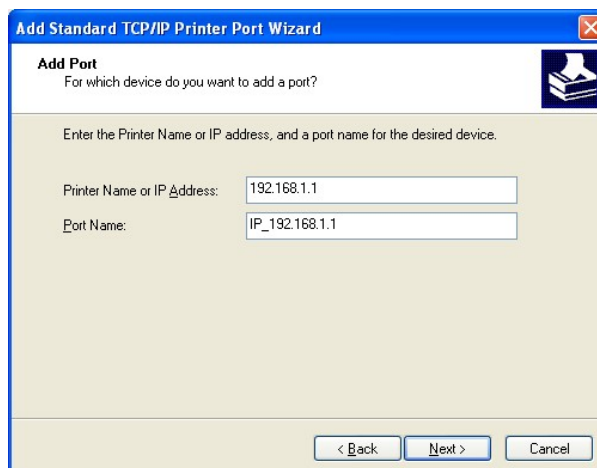 Add Standard TCP/IP Printer Port Wizard
Add Port
For which device do you want to add a port?
Enter the Printer Name or IP address, and a port name for the desired device.
Printer Name or IP Address: 192.168.1.1
Port Name: IP_192.168.1.1
< Back Next > Cancel